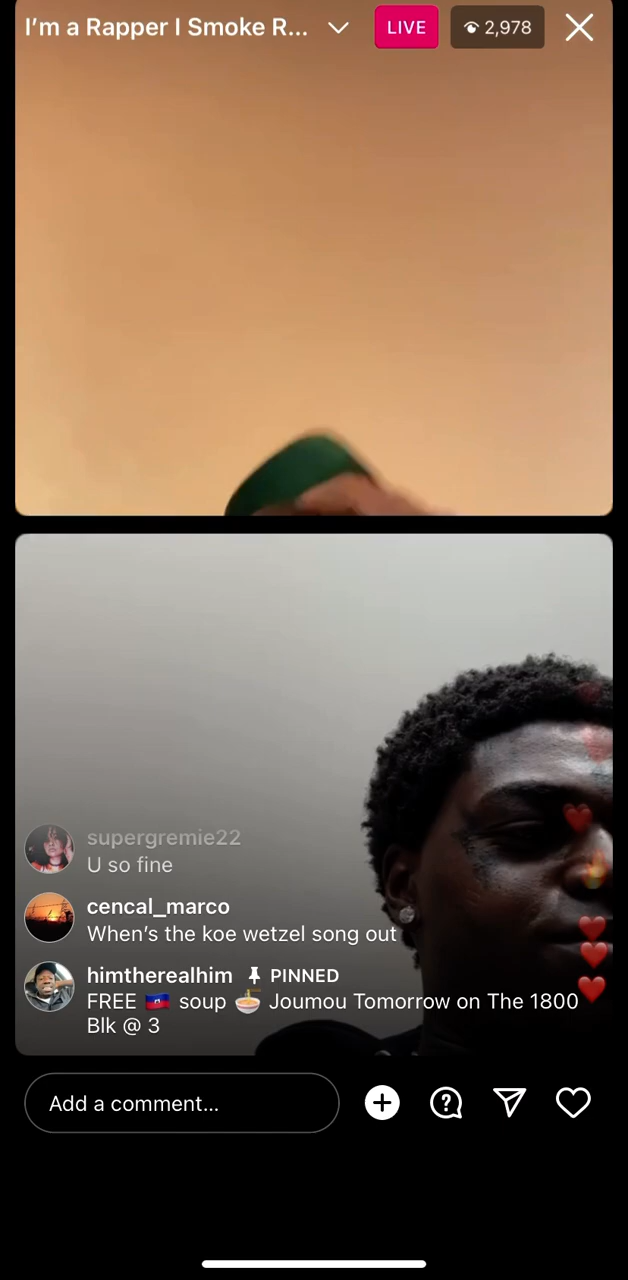 I’m a Rapper I Smoke R...
LIVE
2,978
supergremie22
U so fine
cencal_marco
When’s the koe wetzel song out
himtherealhim PINNED
FREE 🇭🇹 soup 🍜 Joumou Tomorrow on The 1800
Blk @ 3
Add a comment...